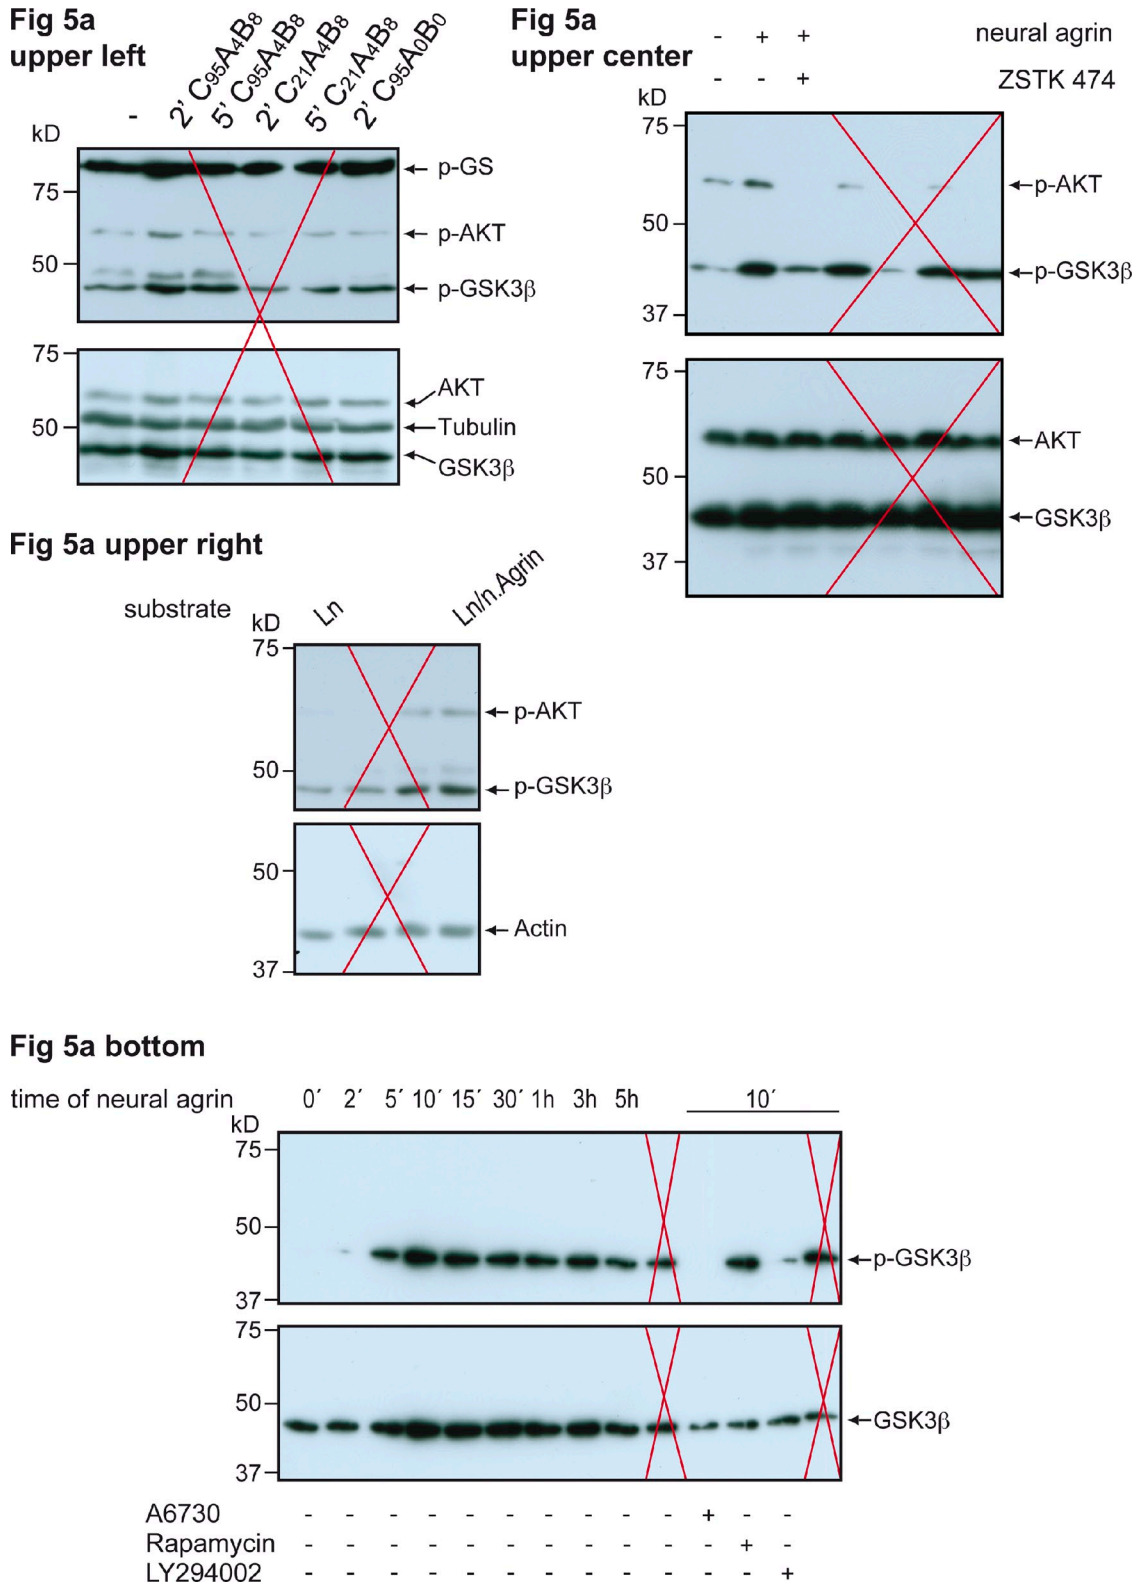 Fig 5a
upper left
- 2' C95A4B8 5' C95A4B8 2' C21A4B8 5' C21A4B8 2' C95A0B0
kD
75
50
p-GS
p-AKT
p-GSK3β
75
50
AKT
Tubulin
GSK3β
Fig 5a
upper center
- + + neural agrin
- - + ZSTK 474
kD
75
50
37
p-AKT
p-GSK3β
75
50
37
AKT
GSK3β
Fig 5a upper right
substrate Ln Ln/n.Agrin
kD
75
50
p-AKT
p-GSK3β
50
37
Actin
Fig 5a bottom
time of neural agrin 0´ 2´ 5´ 10´ 15´ 30´ 1h 3h 5h 10´
kD
75
50
37
p-GSK3β
75
50
37
GSK3β
A6730 - - - - - - - - - - + - -
Rapamycin - - - - - - - - - - - + -
LY294002 - - - - - - - - - - - - +